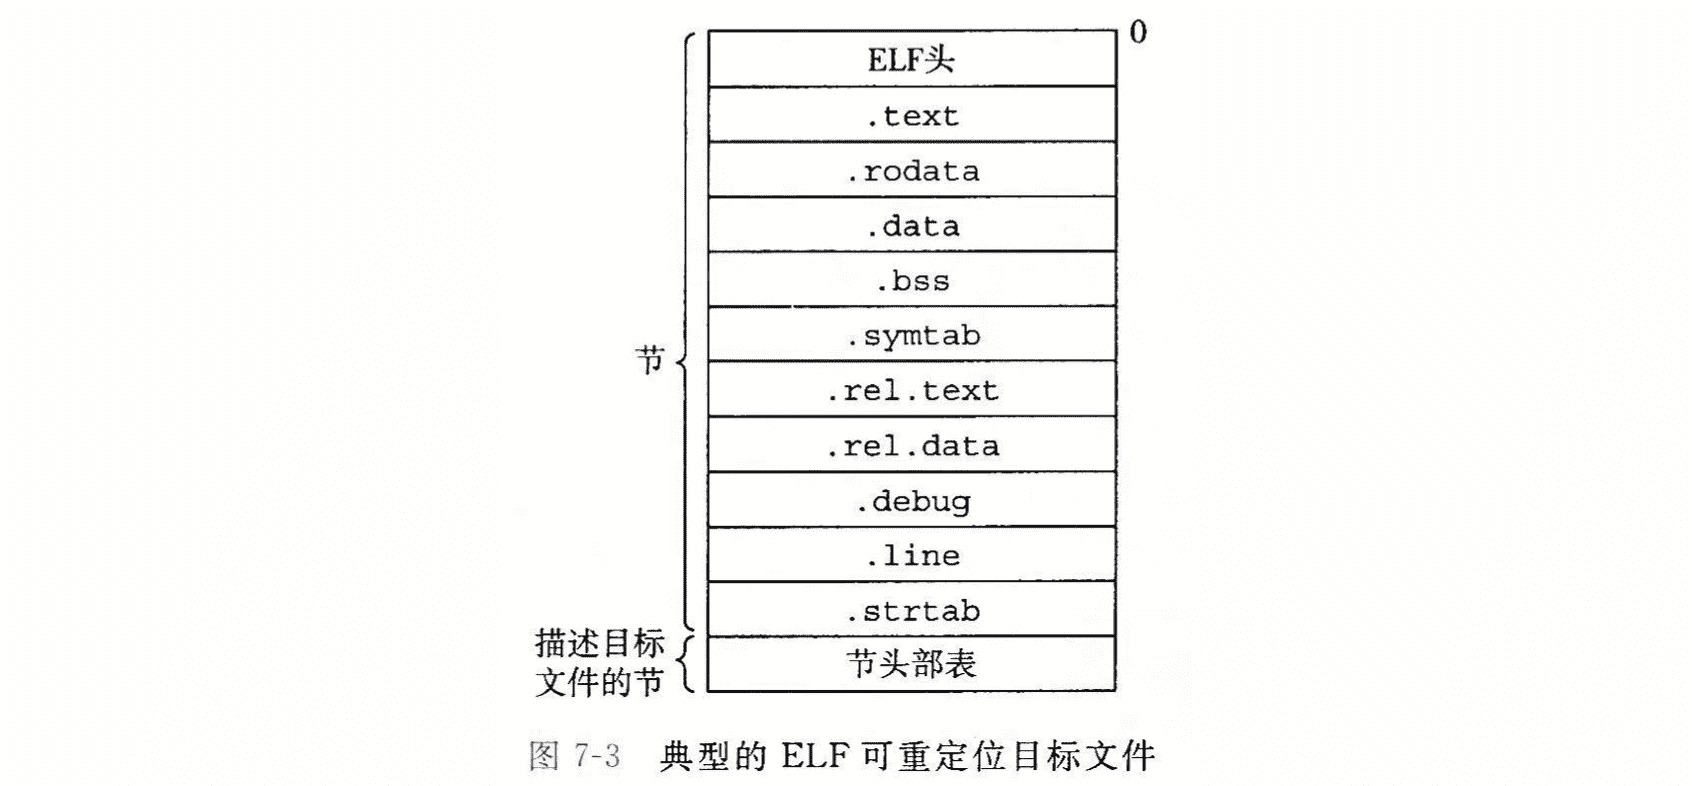 0
ELF头
.text
.rodata
.data
.bss
.symtab
节
.rel.text
.rel.data
.debug
.line
.strtab
描述目标
文件的节
节头部表
图 7-3 典型的 ELF 可重定位目标文件